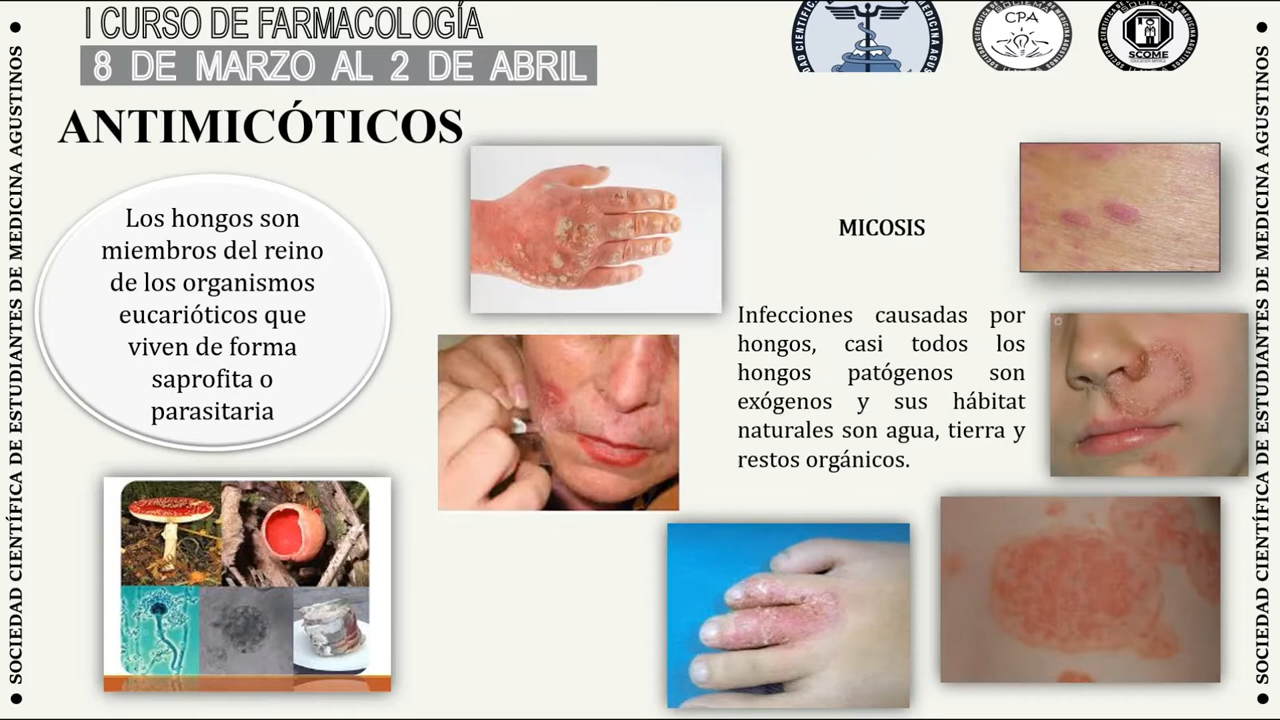 I CURSO DE FARMACOLOGÍA
8 DE MARZO AL 2 DE ABRIL
ANTIMICÓTICOS
Los hongos son
miembros del reino
de los organismos
eucarióticos que
viven de forma
saprofita o
parasitaria
MICOSIS
Infecciones causadas por
hongos, casi todos los
hongos patógenos son
exógenos y sus hábitat
naturales son agua, tierra y
restos orgánicos.
SOCIEDAD CIENTÍFICA DE ESTUDIANTES DE MEDICINA AGUSTINOS
SOCIEDAD CIENTÍFICA DE ESTUDIANTES DE MEDICINA AGUSTINOS
CPA
SCOME